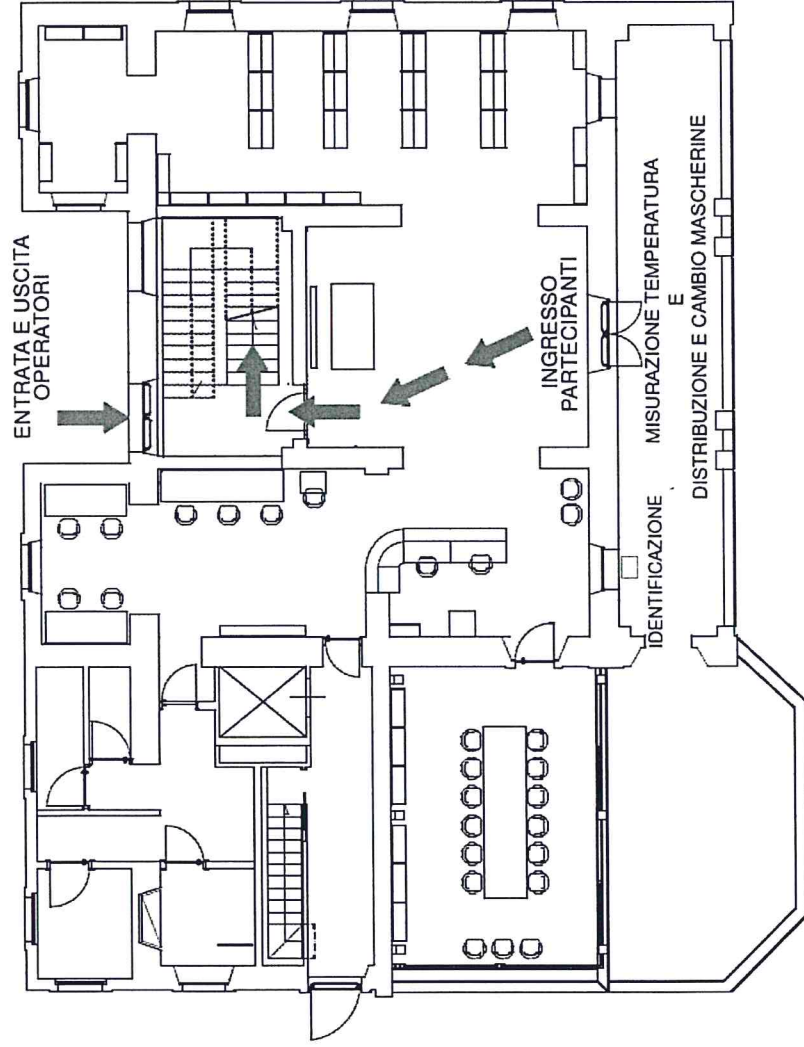 ENTRATA E USCITA
OPERATORI
INGRESSO
PARTECIPANTI
IDENTIFICAZIONE
MISURAZIONE TEMPERATURA
E
DISTRIBUZIONE E CAMBIO MASCHERINE